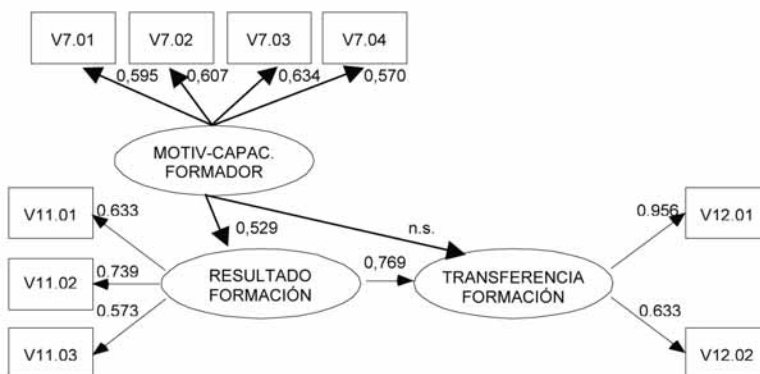 V7.01 V7.02 V7.03 V7.04
0,595 0,607 0,634 0,570
MOTIV-CAPAC.
FORMADOR
V11.01 0.633 0,529 n.s. 0.956 V12.01
V11.02 0.739 RESULTADO
FORMACIÓN 0,769 TRANSFERENCIA
FORMACIÓN
V11.03 0.573 0.633 V12.02